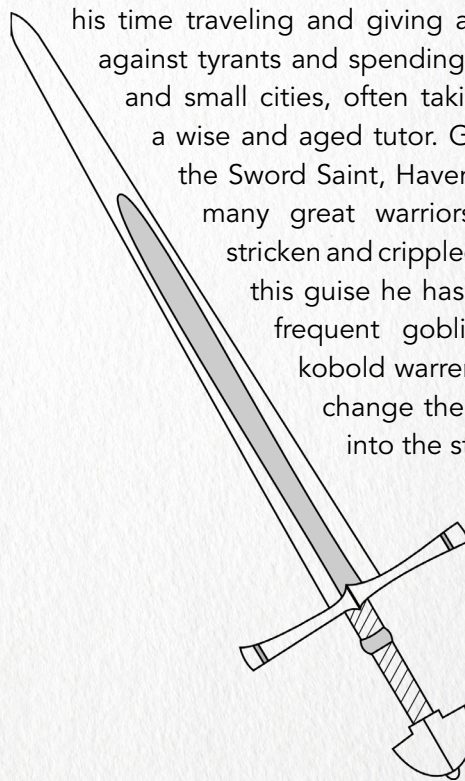 his time traveling and giving a
against tyrants and spending
and small cities, often taki
a wise and aged tutor. G
the Sword Saint, Haver
many great warriors
stricken and cripple
this guise he has
frequent gobli
kobold warrer
change the
into the st